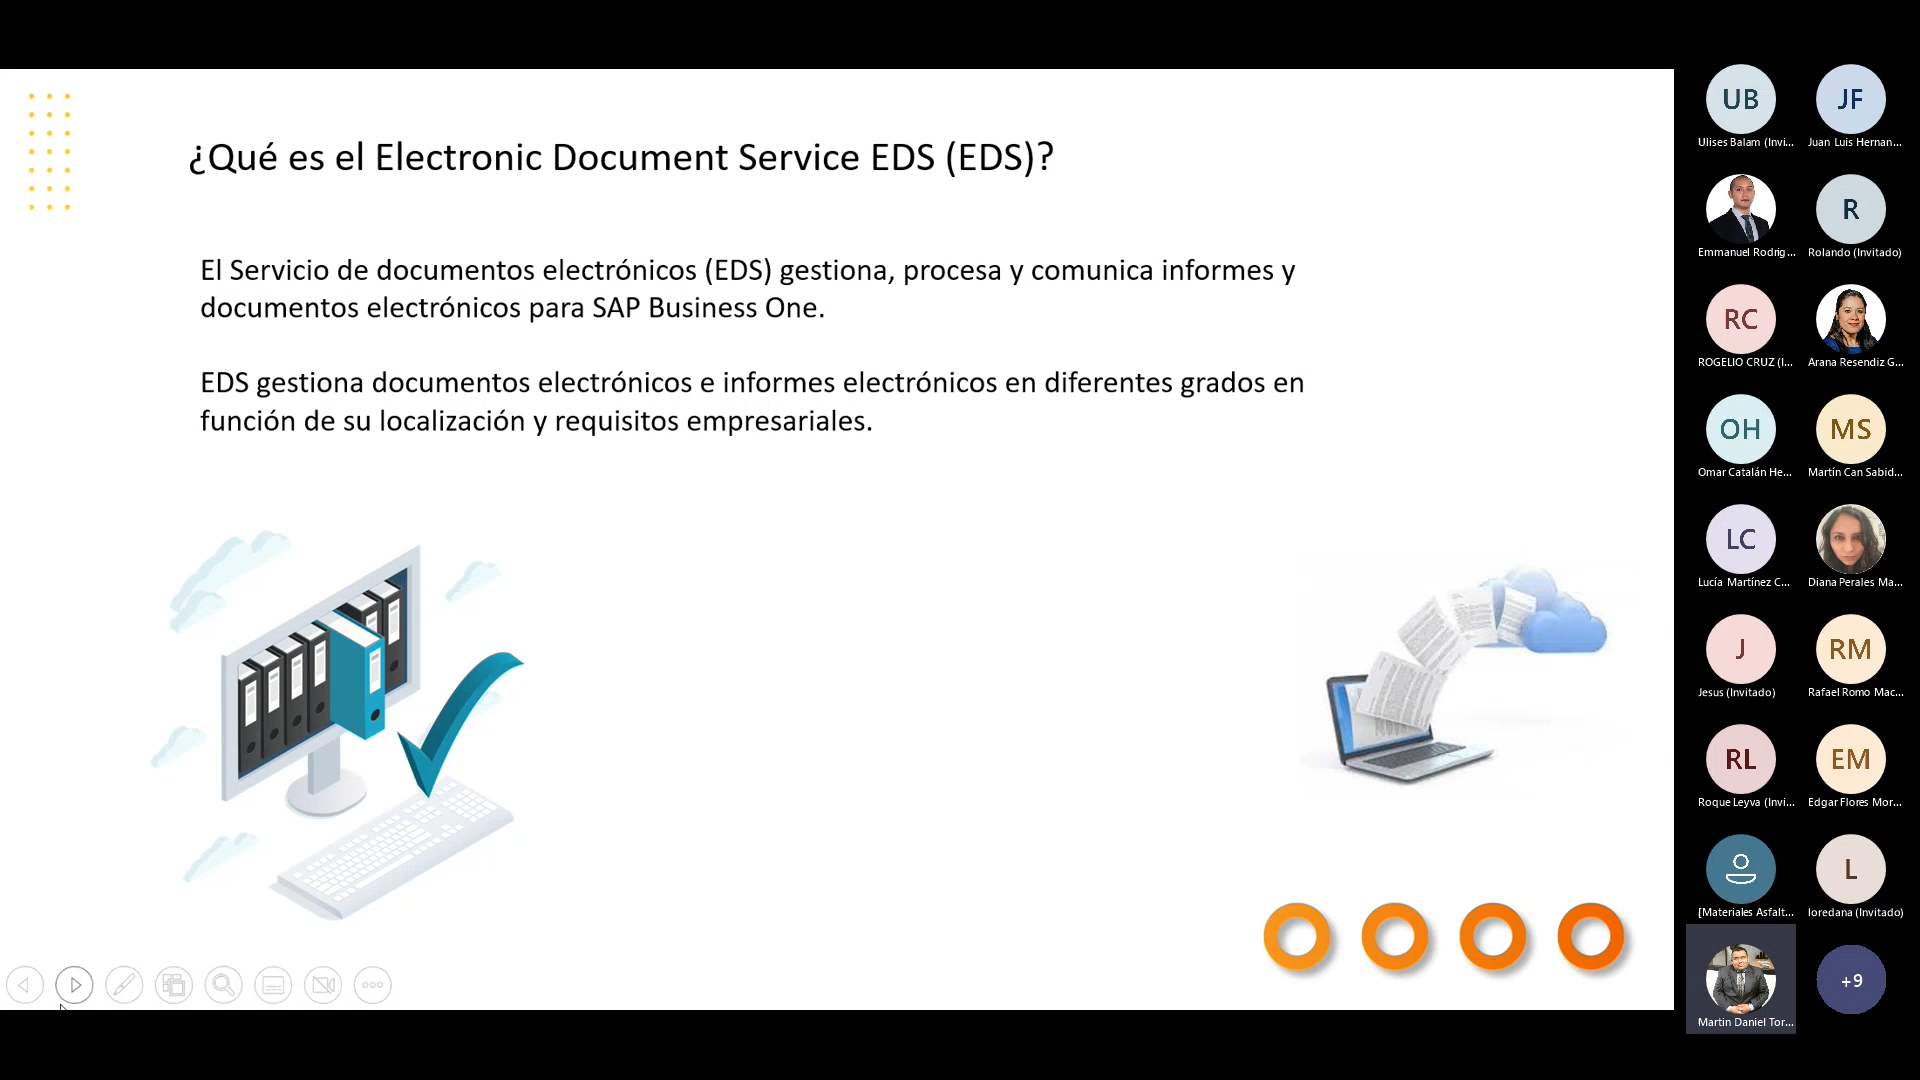 ¿Qué es el Electronic Document Service EDS (EDS)?
El Servicio de documentos electrónicos (EDS) gestiona, procesa y comunica informes y
documentos electrónicos para SAP Business One.
EDS gestiona documentos electrónicos e informes electrónicos en diferentes grados en
función de su localización y requisitos empresariales.
UB
Ulises Balam (Invi...
JF
Juan Luis Hernan...
Emmanuel Rodrig...
R
Rolando (Invitado)
RC
ROGELIO CRUZ (I...
Arana Resendiz G...
OH
Omar Catalán He...
MS
Martín Can Sabid...
LC
Lucía Martínez C...
Diana Perales Ma...
J
Jesus (Invitado)
RM
Rafael Romo Mac...
RL
Roque Leyva (Invi...
EM
Edgar Flores Mor...
[Materiales Asfalt...
L
loredana (Invitado)
Martin Daniel Tor...
+9